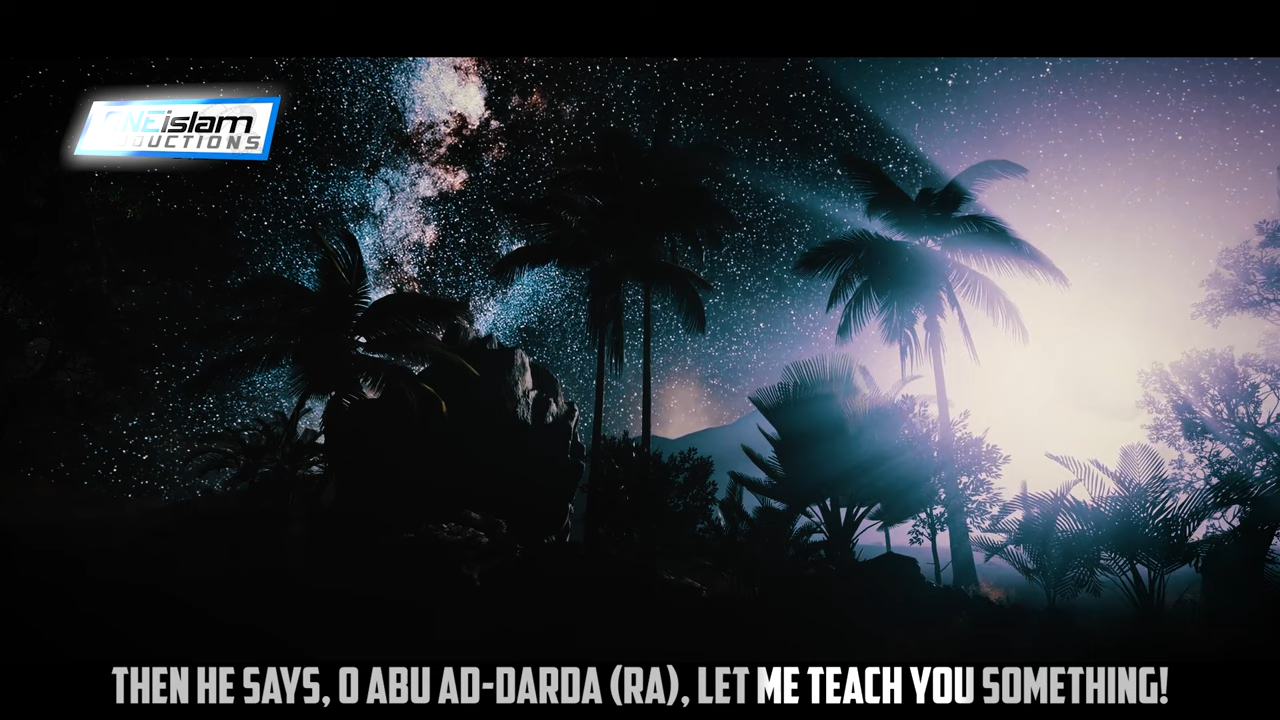 ONEislam
PRODUCTIONS
THEN HE SAYS, O ABU AD-DARDA (RA), LET ME TEACH YOU SOMETHING!